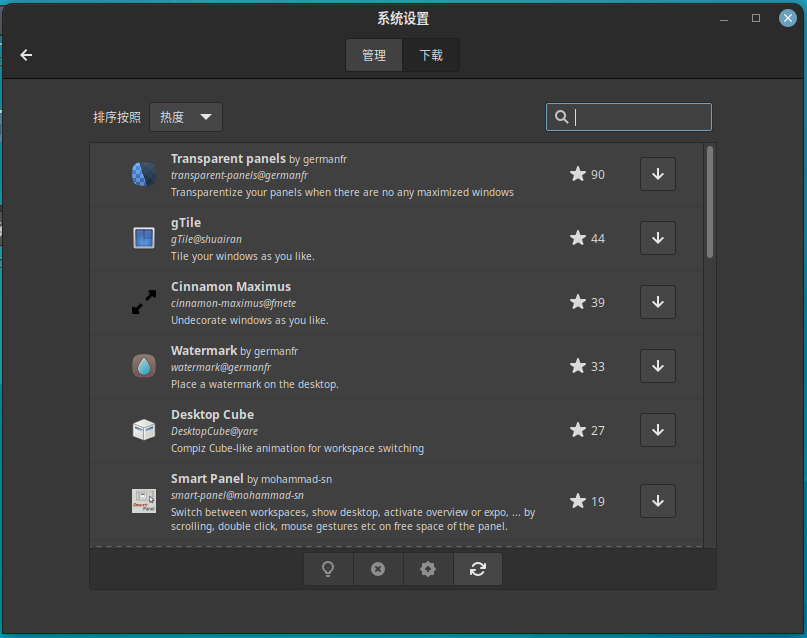 系统设置
管理
下载
排序按照
热度
Transparent panels by germanfr
transparent-panels@germanfr
Transparentize your panels when there are no any maximized windows
90
gTile
gTile@shuairan
Tile your windows as you like.
44
Cinnamon Maximus
cinnamon-maximus@fmete
Undecorate windows as you like.
39
Watermark by germanfr
watermark@germanfr
Place a watermark on the desktop.
33
Desktop Cube
DesktopCube@yare
Compiz Cube-like animation for workspace switching
27
Smart Panel by mohammad-sn
smart-panel@mohammad-sn
Switch between workspaces, show desktop, activate overview or expo, ... by
scrolling, double click, mouse gestures etc on free space of the panel.
19
Smart
Panel